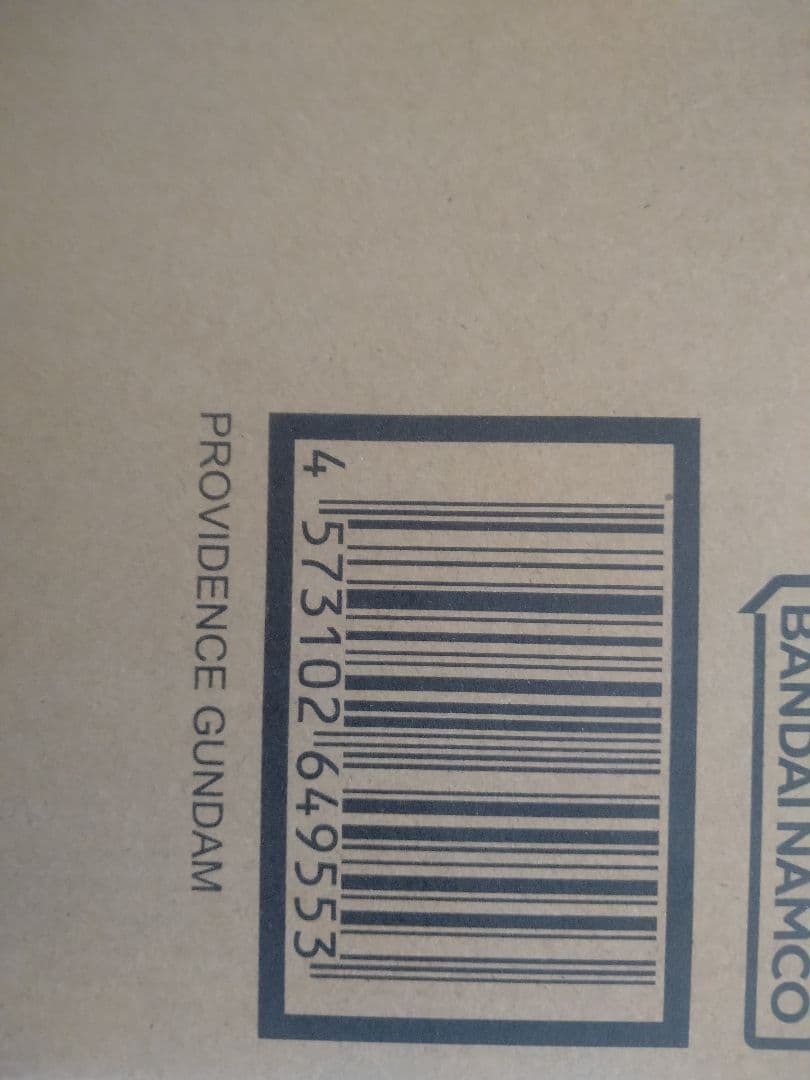 BANDAI NAMCO
4 573102 649553
PROVIDENCE GUNDAM